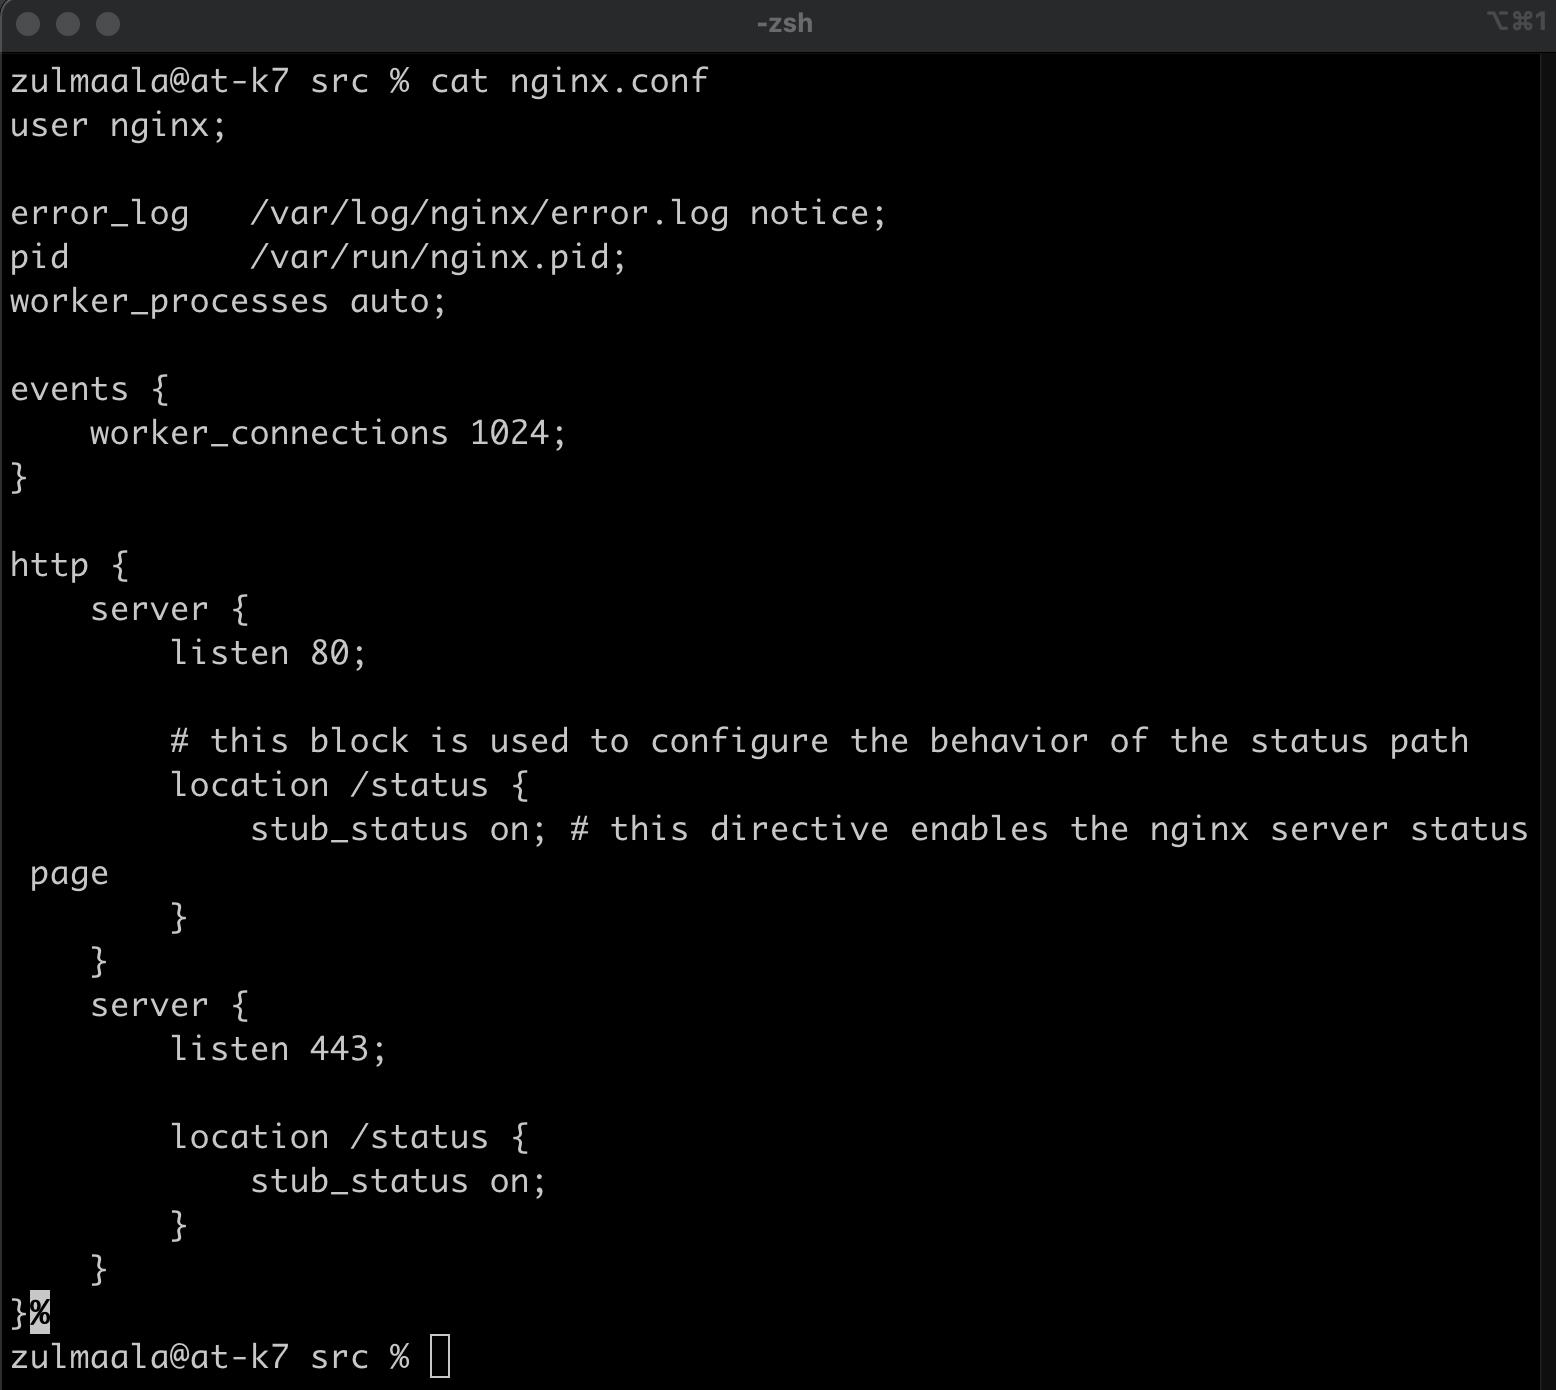 -zsh
⌥⌘1
zulmaala@at-k7 src % cat nginx.conf
user nginx;

error_log   /var/log/nginx/error.log notice;
pid         /var/run/nginx.pid;
worker_processes auto;

events {
    worker_connections 1024;
}

http {
    server {
        listen 80;

        # this block is used to configure the behavior of the status path
        location /status {
            stub_status on; # this directive enables the nginx server status
 page
        }
    }
    server {
        listen 443;

        location /status {
            stub_status on;
        }
    }
}%
zulmaala@at-k7 src %